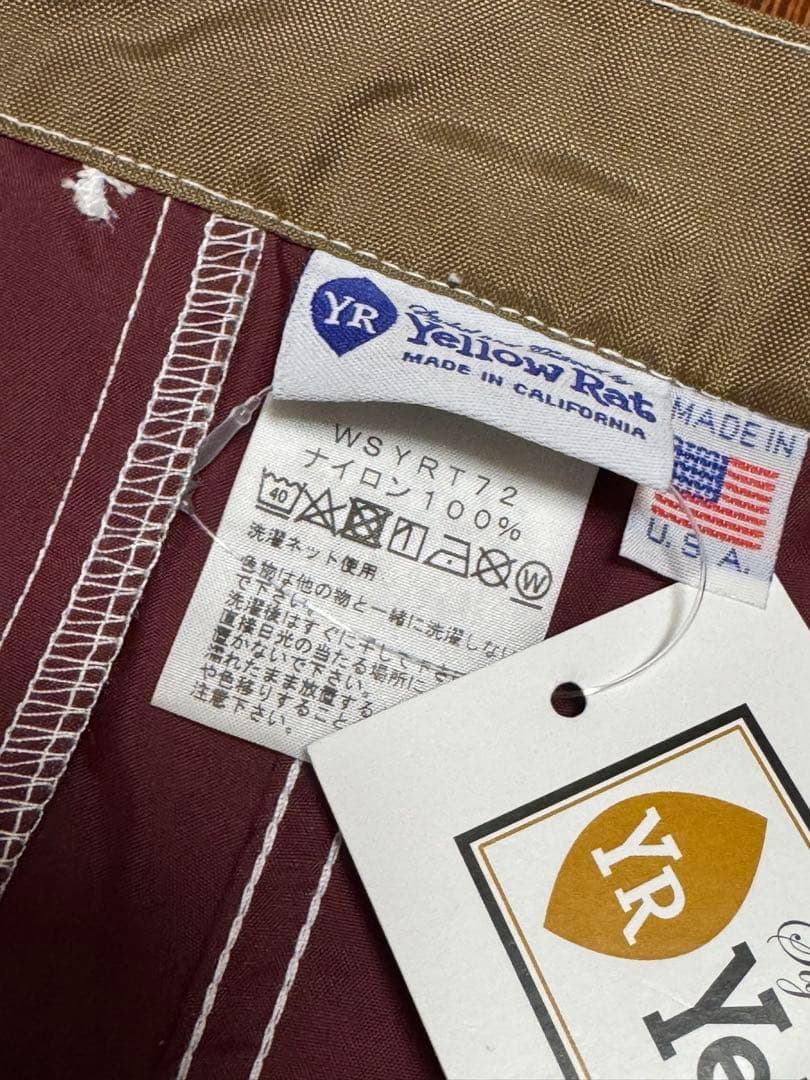 YR
Yellow Rat
MADE IN CALIFORNIA
MADE IN
U.S.A.
WSYRT72
ナイロン100%
40
W
洗濯ネット使用
色物は他の物と一緒に洗濯しない
で下さい。
洗濯後はすぐに干して下さ
直接日光の当たる場所に
置かないで下さい。
濡れたまま放置する
や色移りすること
注意下さい。
YR
Ye